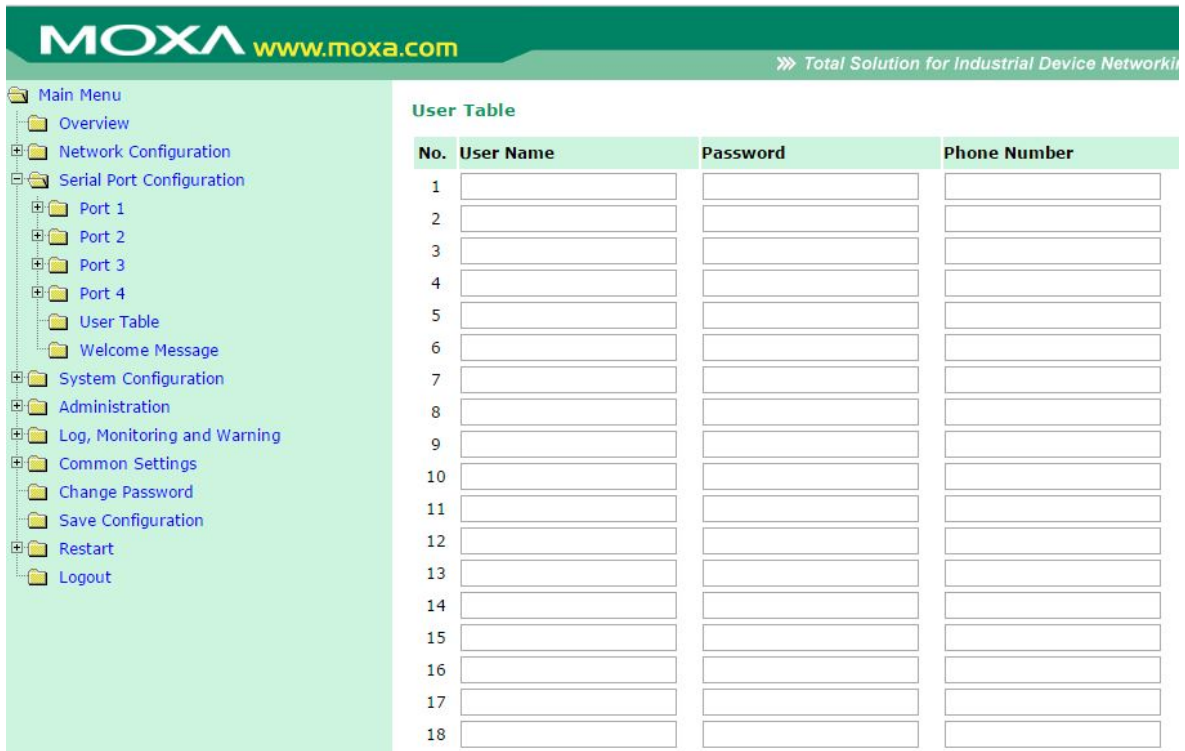 MOXA www.moxa.com
Total Solution for Industrial Device Networkin
Main Menu
Overview
Network Configuration
Serial Port Configuration
Port 1
Port 2
Port 3
Port 4
User Table
Welcome Message
System Configuration
Administration
Log, Monitoring and Warning
Common Settings
Change Password
Save Configuration
Restart
Logout
User Table
No. User Name Password Phone Number
1
2
3
4
5
6
7
8
9
10
11
12
13
14
15
16
17
18